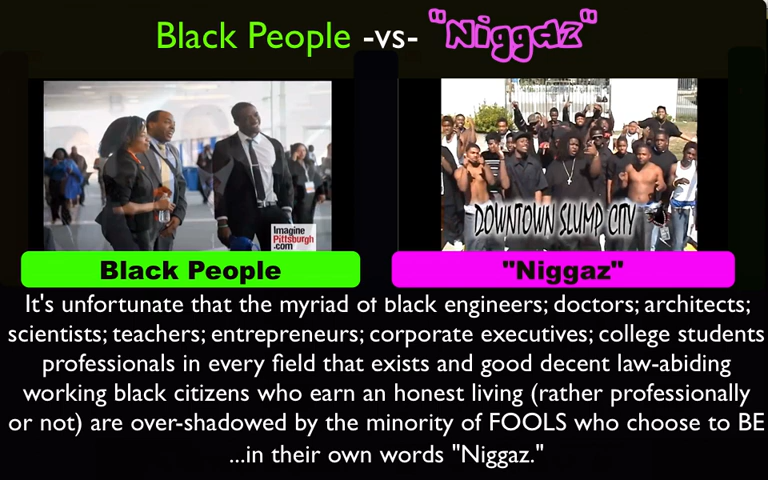 Black People -vs- "Niggaz"
Imagine
Pittsburgh
.com
DOWNTOWN SLUMP CITY
Black People
"Niggaz"
It's unfortunate that the myriad of black engineers; doctors; architects;
scientists; teachers; entrepreneurs; corporate executives; college students
professionals in every field that exists and good decent law-abiding
working black citizens who earn an honest living (rather professionally
or not) are over-shadowed by the minority of FOOLS who choose to BE
...in their own words "Niggaz."